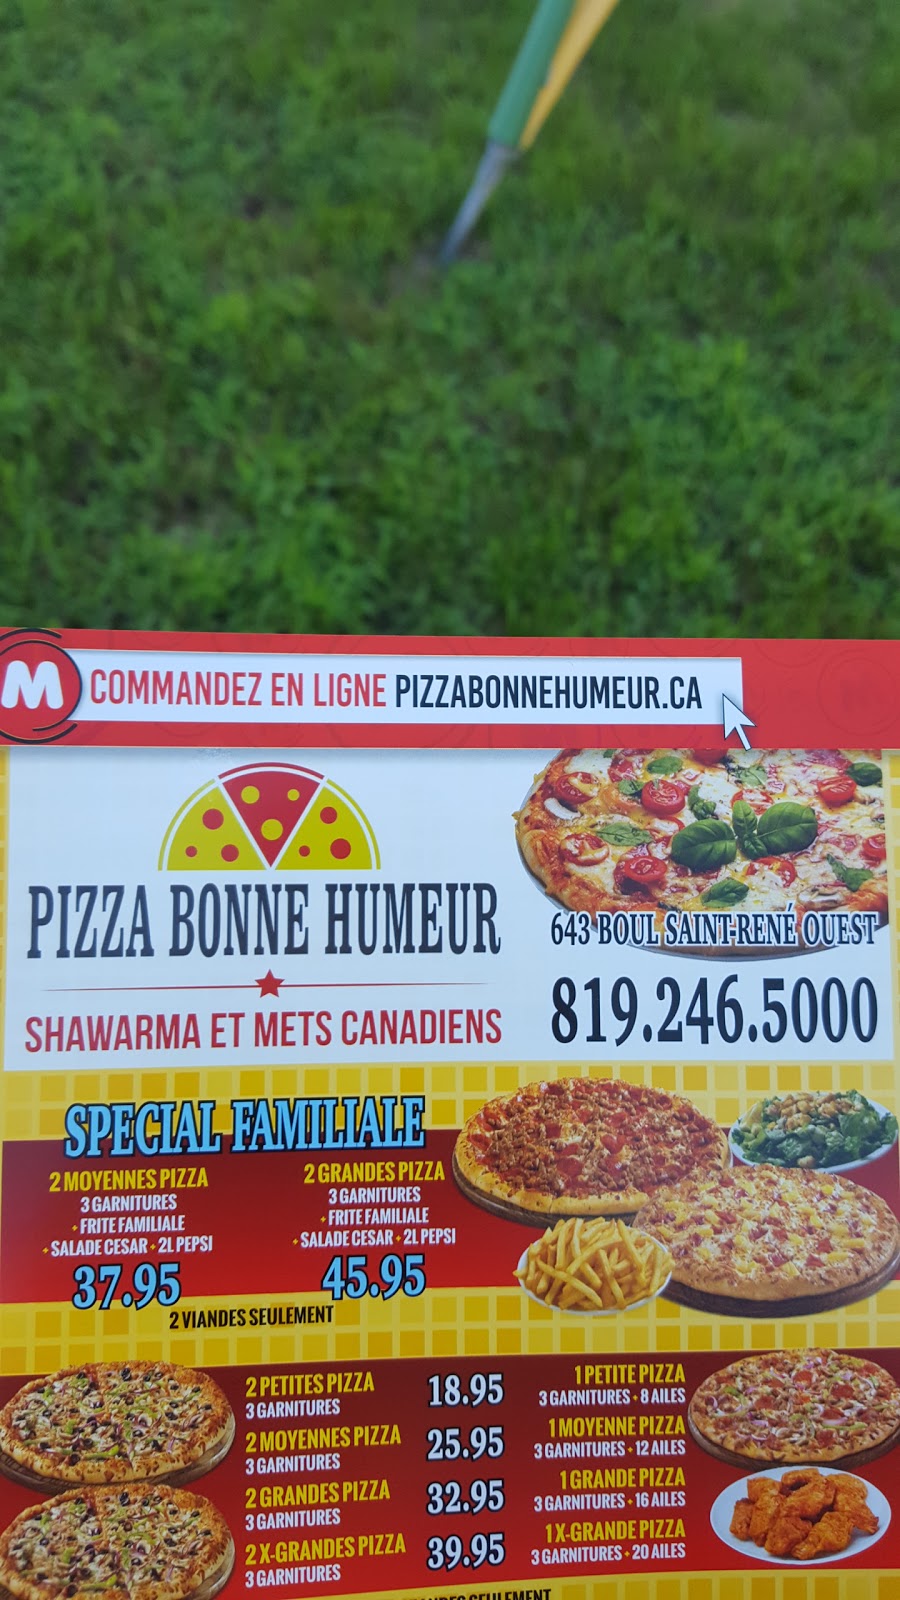 M COMMANDEZ EN LIGNE PIZZABONNEHUMEUR.CA
PIZZA BONNE HUMEUR
SHAWARMA ET METS CANADIENS
643 BOUL SAINT-RENÉ OUEST
819.246.5000
SPECIAL FAMILIALE
2 MOYENNES PIZZA
3 GARNITURES
+ FRITE FAMILIALE
+ SALADE CESAR + 2L PEPSI
37.95
2 GRANDES PIZZA
3 GARNITURES
+ FRITE FAMILIALE
+ SALADE CESAR + 2L PEPSI
45.95
2 VIANDES SEULEMENT
2 PETITES PIZZA
3 GARNITURES
18.95
2 MOYENNES PIZZA
3 GARNITURES
25.95
2 GRANDES PIZZA
3 GARNITURES
32.95
2 X-GRANDES PIZZA
3 GARNITURES
39.95
1 PETITE PIZZA
3 GARNITURES + 8 AILES
1 MOYENNE PIZZA
3 GARNITURES + 12 AILES
1 GRANDE PIZZA
3 GARNITURES + 16 AILES
1 X-GRANDE PIZZA
3 GARNITURES + 20 AILES
SEULEMENT